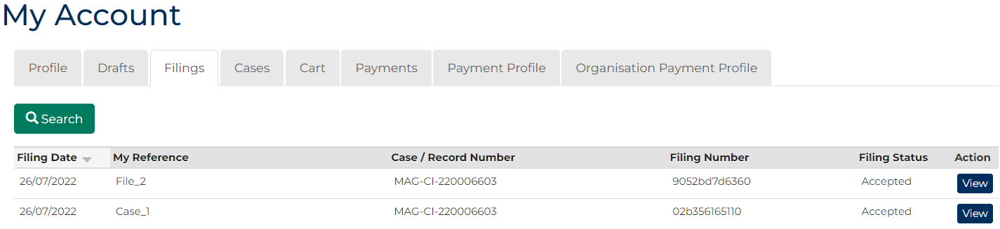 My Account
Profile Drafts Filings Cases Cart Payments Payment Profile Organisation Payment Profile
Search
Filing Date My Reference Case / Record Number Filing Number Filing Status Action
26/07/2022 File_2 MAG-CI-220006603 9052bd7d6360 Accepted View
26/07/2022 Case_1 MAG-CI-220006603 02b356165110 Accepted View